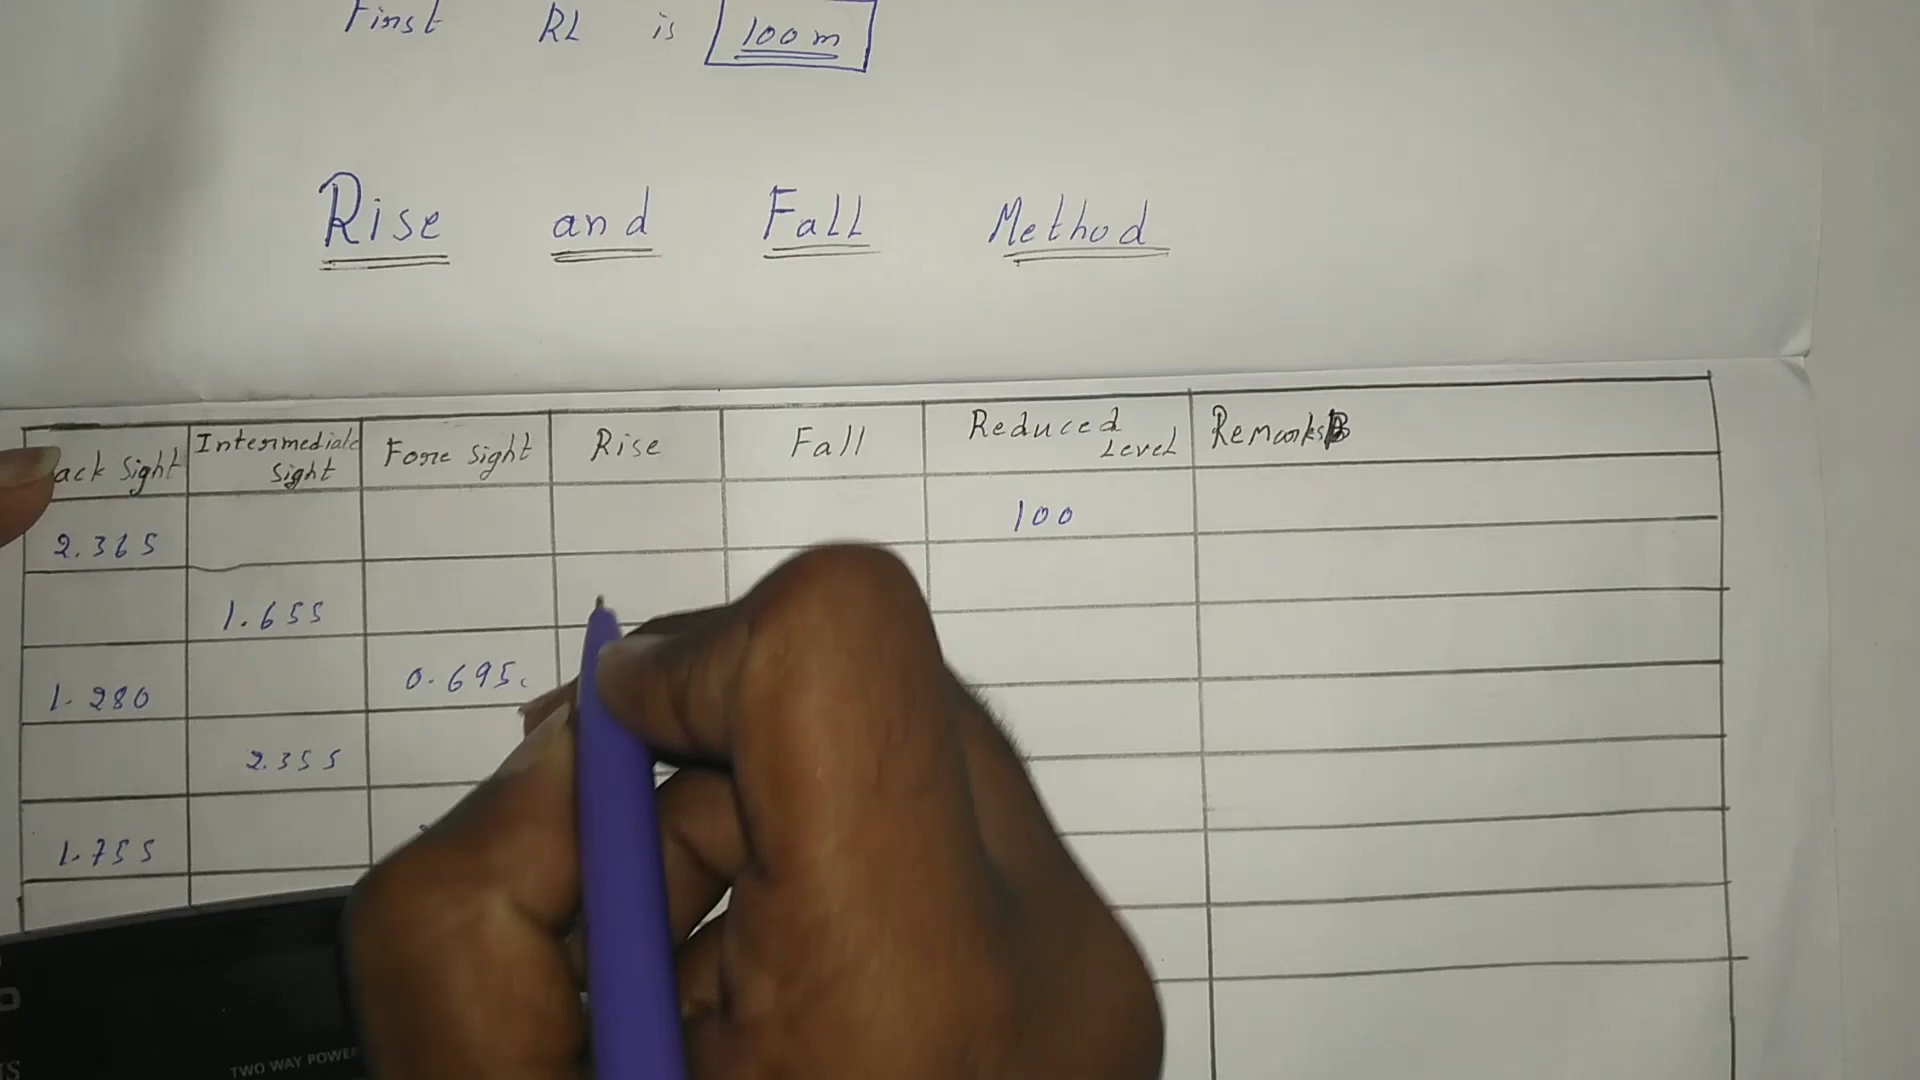 First RL is 100 m
Rise and Fall Method
ack Sight Intermediate Sight Fore Sight Rise Fall Reduced Level Remarks
2.365 100
1.655
1.280 0.695
2.355
1.755
TWO WAY POWER